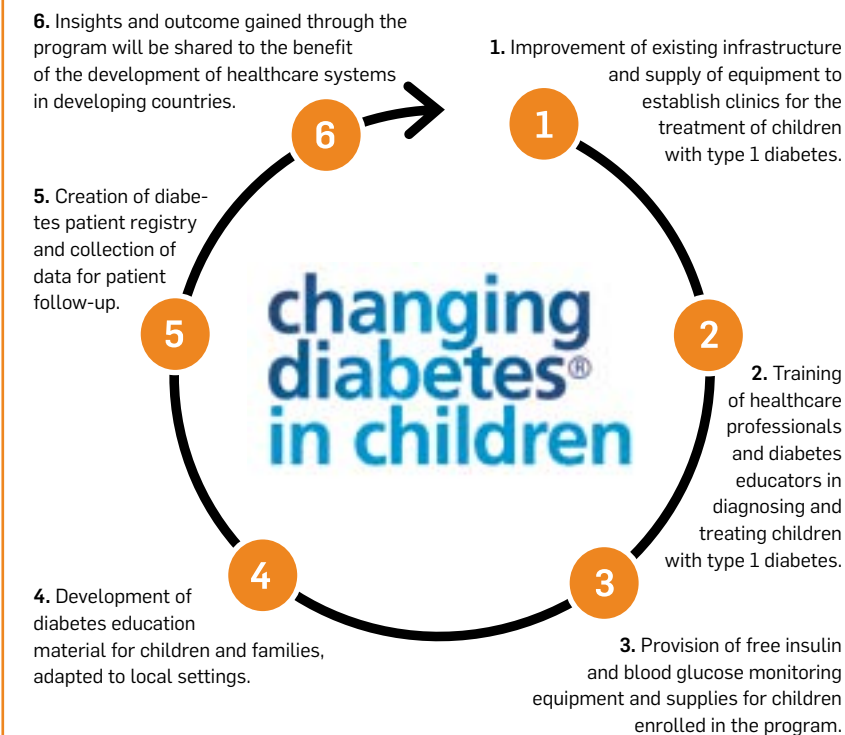 6. Insights and outcome gained through the
program will be shared to the benefit
of the development of healthcare systems
in developing countries.
1. Improvement of existing infrastructure
and supply of equipment to
establish clinics for the
treatment of children
with type 1 diabetes.
6
1
5. Creation of diabe-
tes patient registry
and collection of
data for patient
follow-up.
changing
diabetes®
in children
5
2
2. Training
of healthcare
professionals
and diabetes
educators in
diagnosing and
treating children
with type 1 diabetes.
4
3
4. Development of
diabetes education
material for children and families,
adapted to local settings.
3. Provision of free insulin
and blood glucose monitoring
equipment and supplies for children
enrolled in the program.